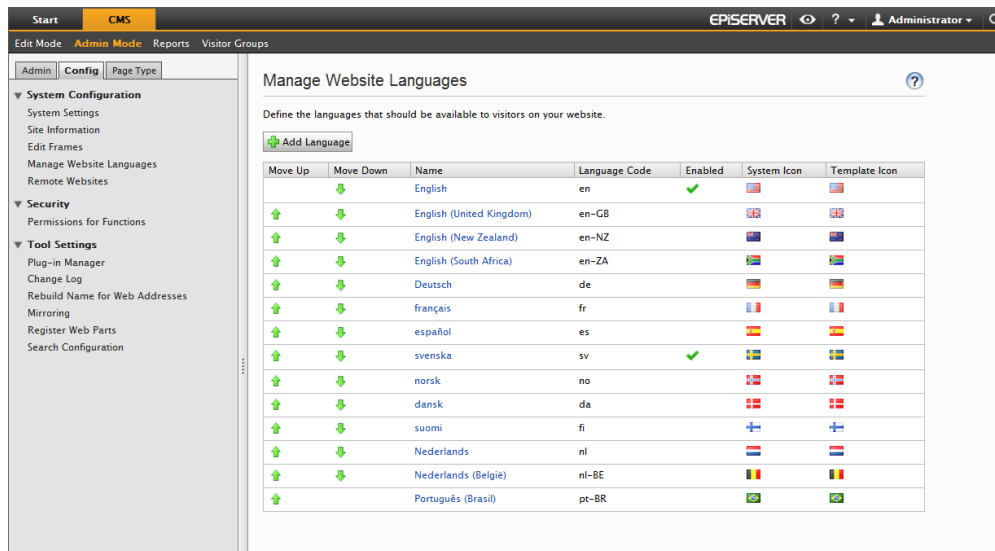 Start CMS EPiSERVER ? Administrator
Edit Mode Admin Mode Reports Visitor Groups
Admin Config Page Type
System Configuration
System Settings
Site Information
Edit Frames
Manage Website Languages
Remote Websites
Security
Permissions for Functions
Tool Settings
Plug-in Manager
Change Log
Rebuild Name for Web Addresses
Mirroring
Register Web Parts
Search Configuration
Manage Website Languages ?
Define the languages that should be available to visitors on your website.
Add Language
Move Up Move Down Name Language Code Enabled System Icon Template Icon
English en
English (United Kingdom) en-GB
English (New Zealand) en-NZ
English (South Africa) en-ZA
Deutsch de
français fr
español es
svenska sv
norsk no
dansk da
suomi fi
Nederlands nl
Nederlands (België) nl-BE
Português (Brasil) pt-BR